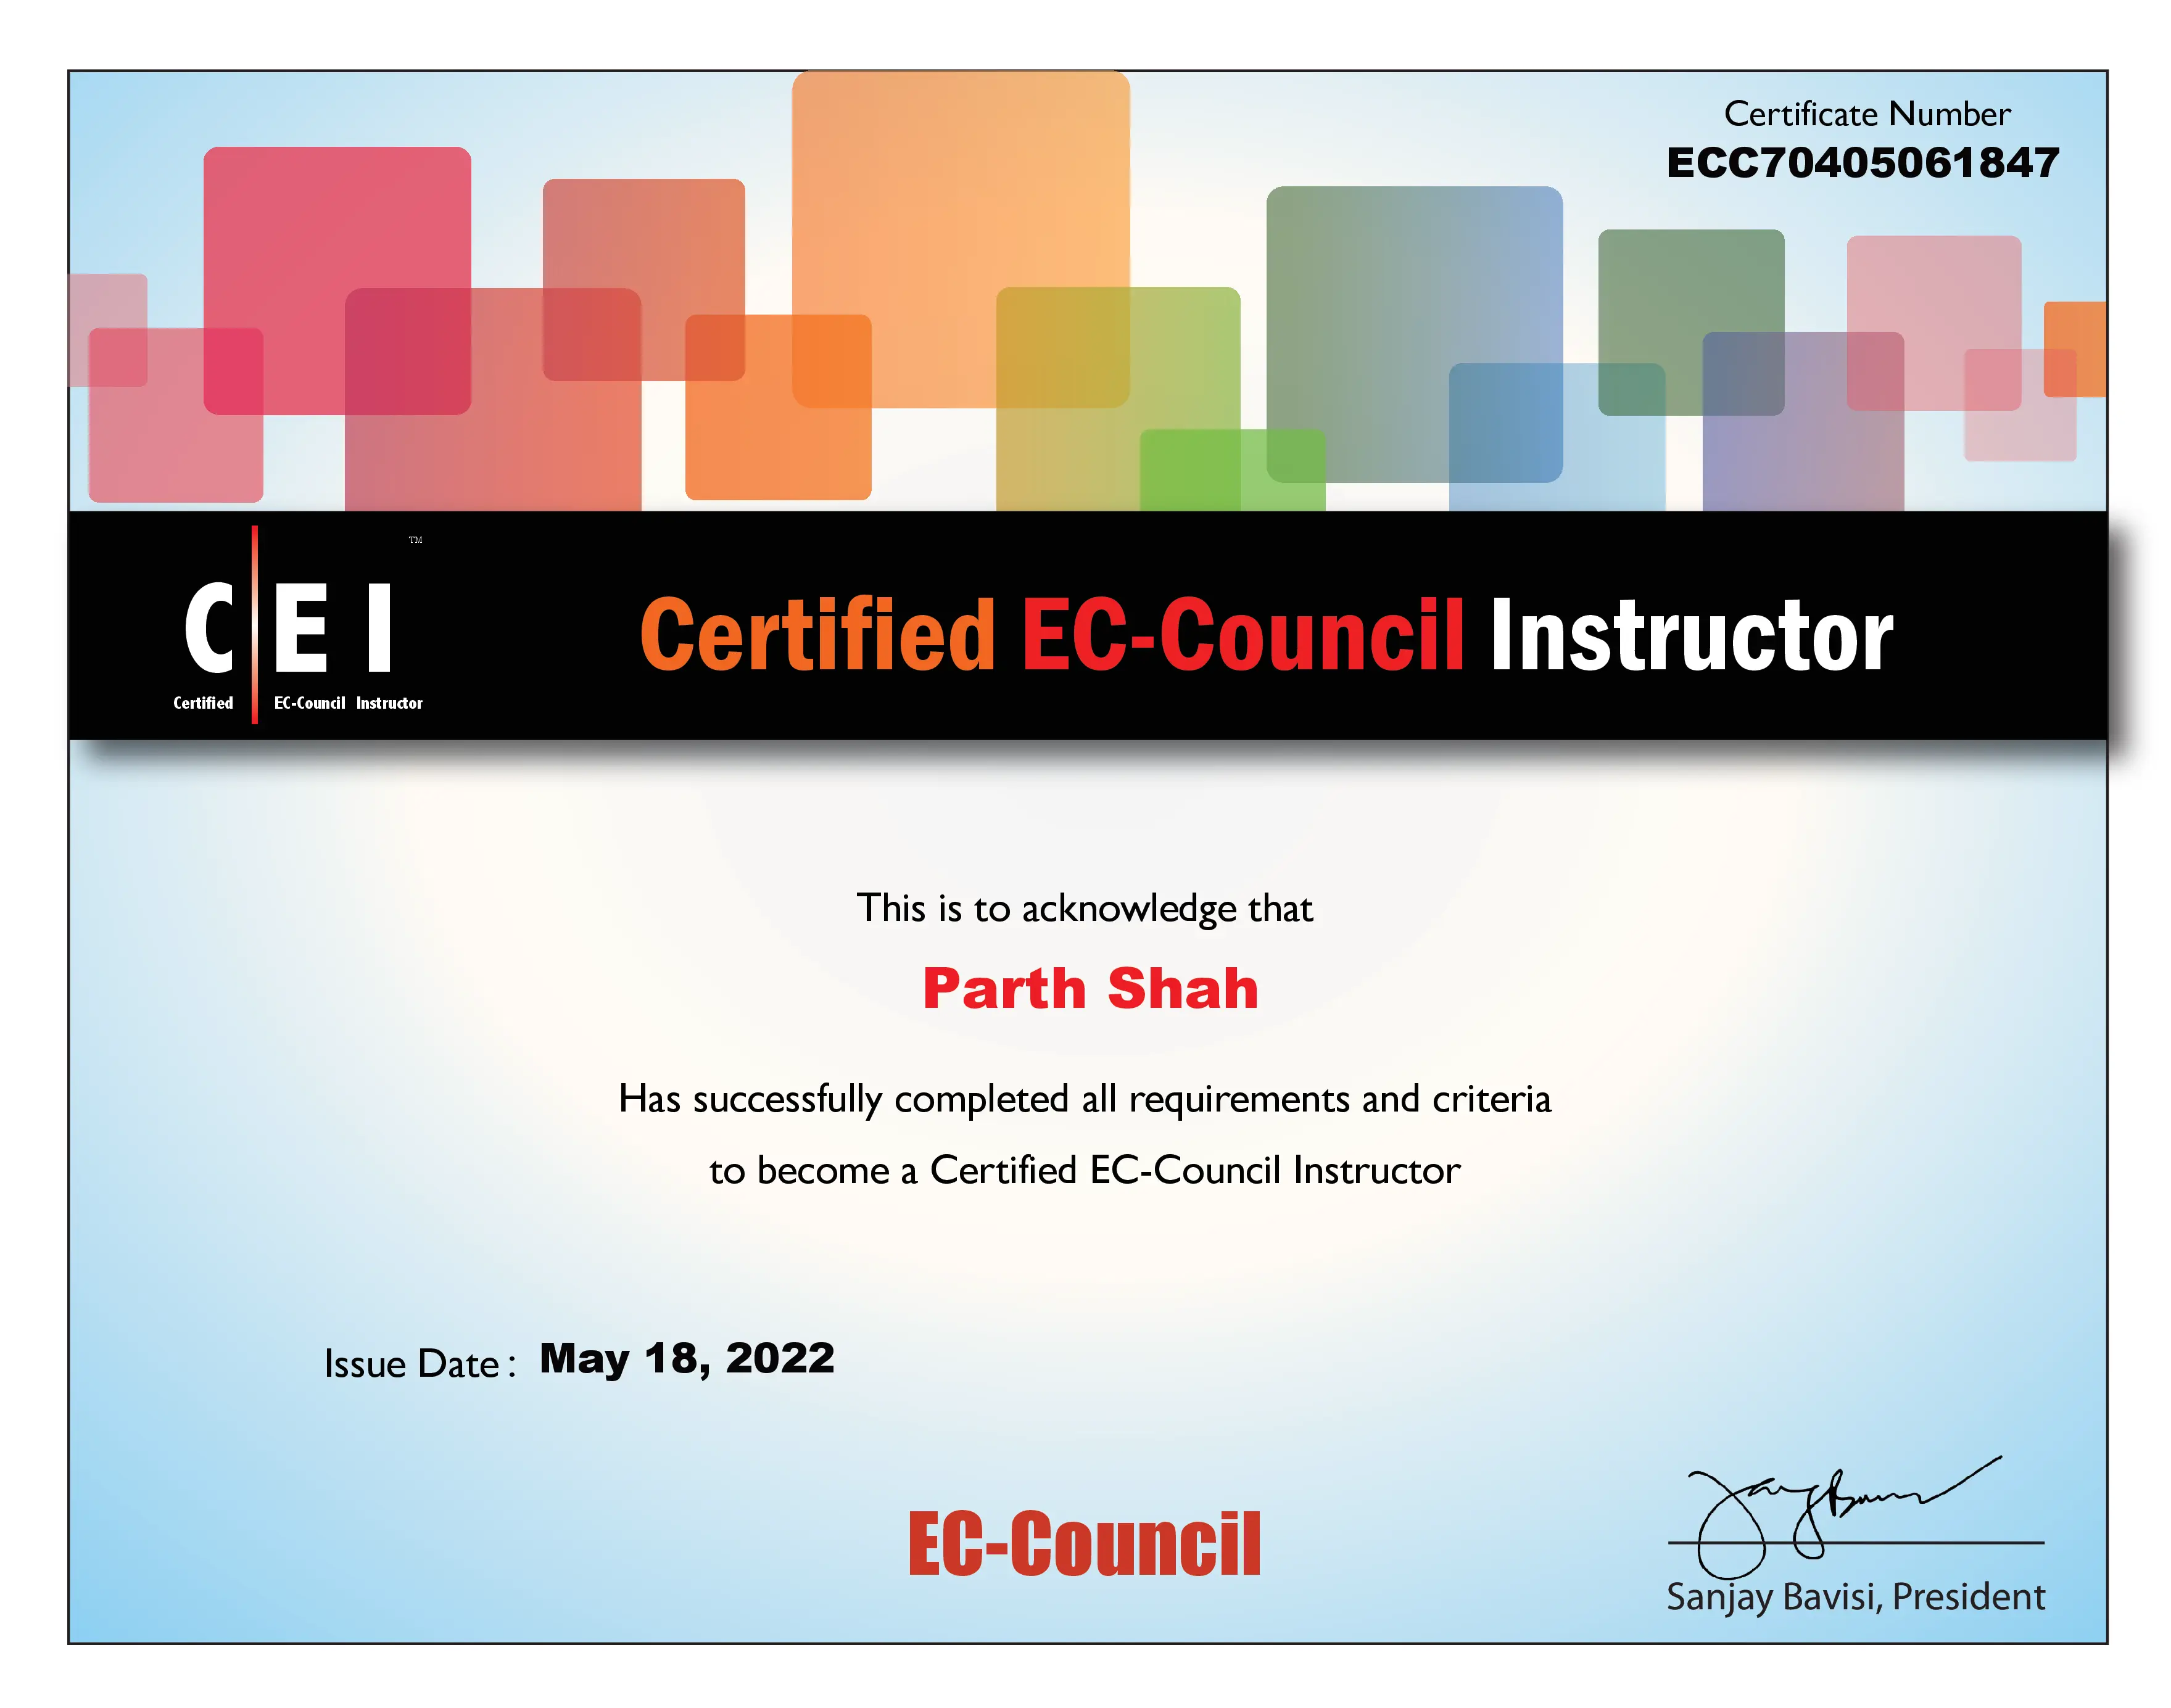 Certificate Number
ECC70405061847
C E I ™
Certified EC-Council Instructor
Certified EC-Council Instructor
This is to acknowledge that
Parth Shah
Has successfully completed all requirements and criteria
to become a Certified EC-Council Instructor
Issue Date : May 18, 2022
EC-Council
Sanjay Bavisi, President